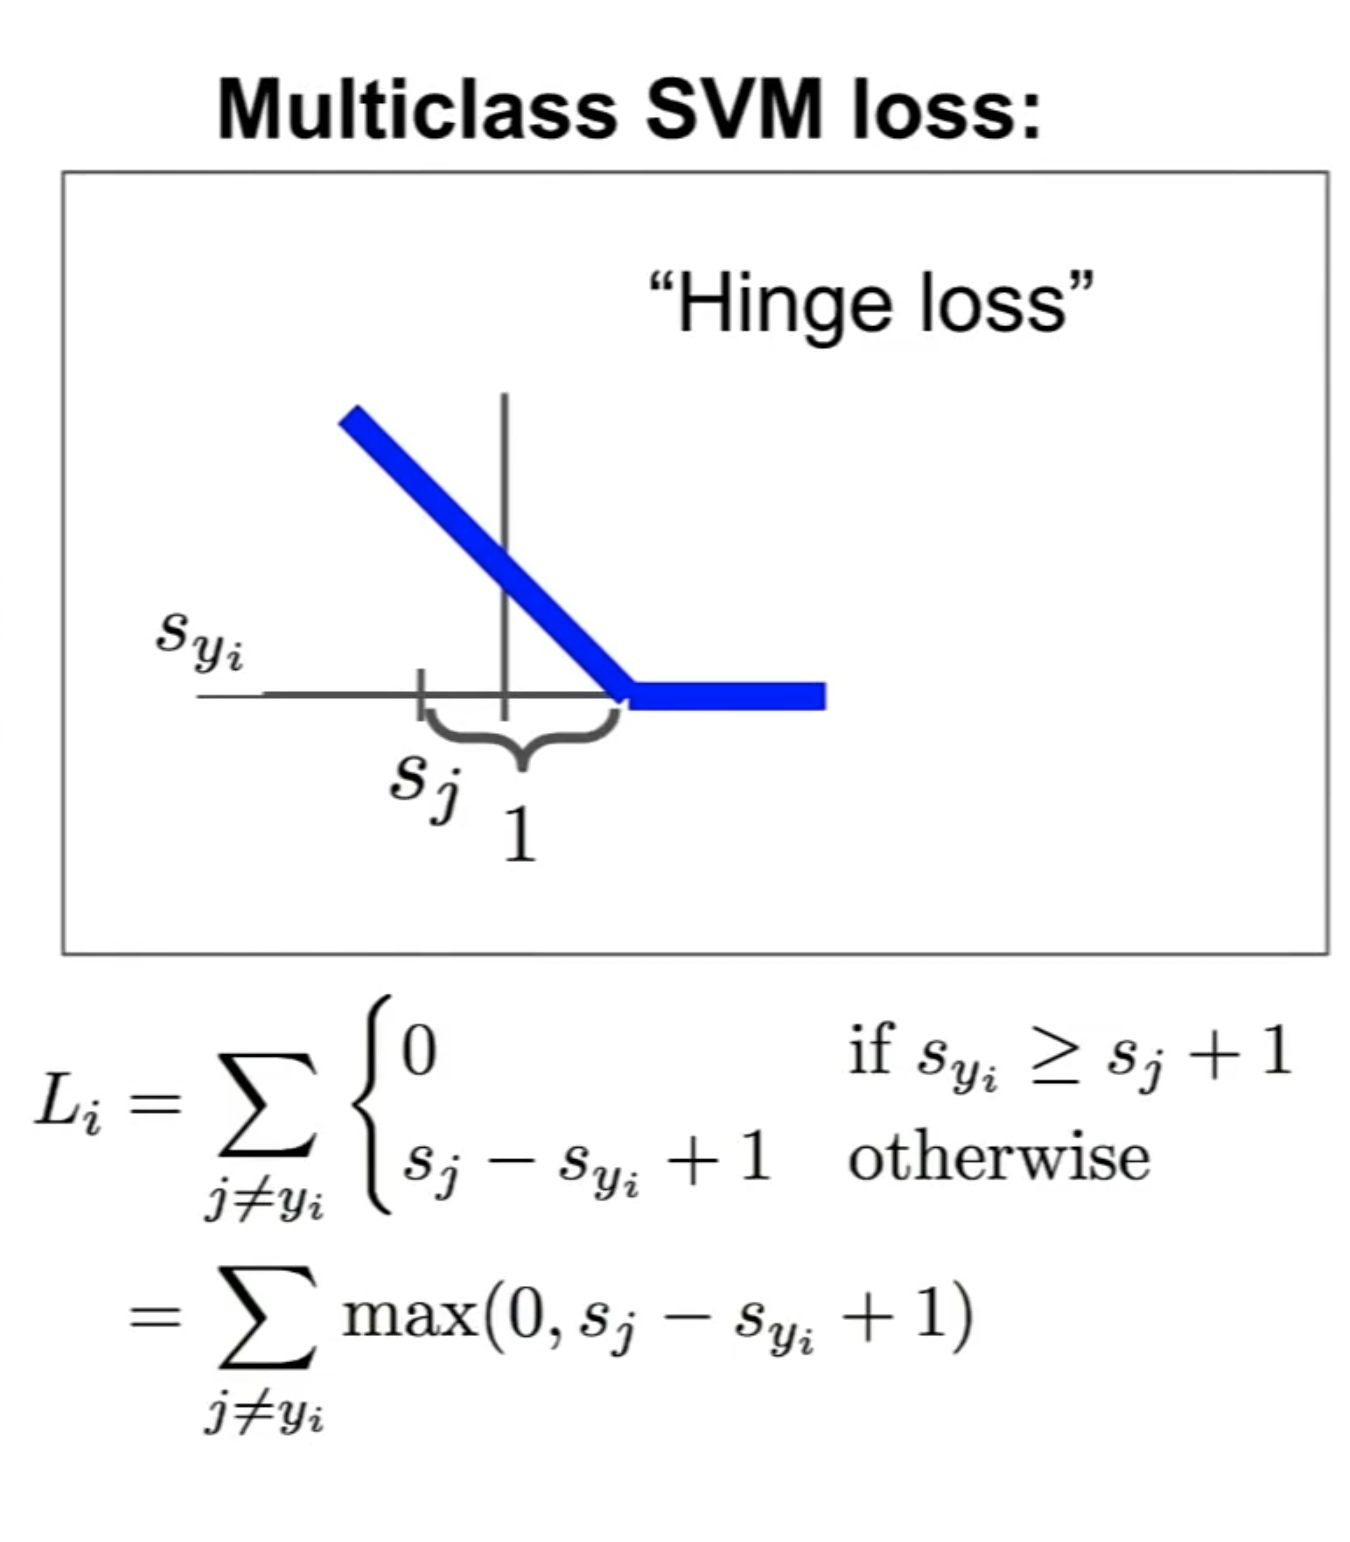 Multiclass SVM loss:
“Hinge loss”
s_{y_i}
s_j
1
L_i = \sum_{j \neq y_i} \begin{cases} 0 & \text{if } s_{y_i} \geq s_j + 1 \\ s_j - s_{y_i} + 1 & \text{otherwise} \end{cases}
= \sum_{j \neq y_i} \max(0, s_j - s_{y_i} + 1)